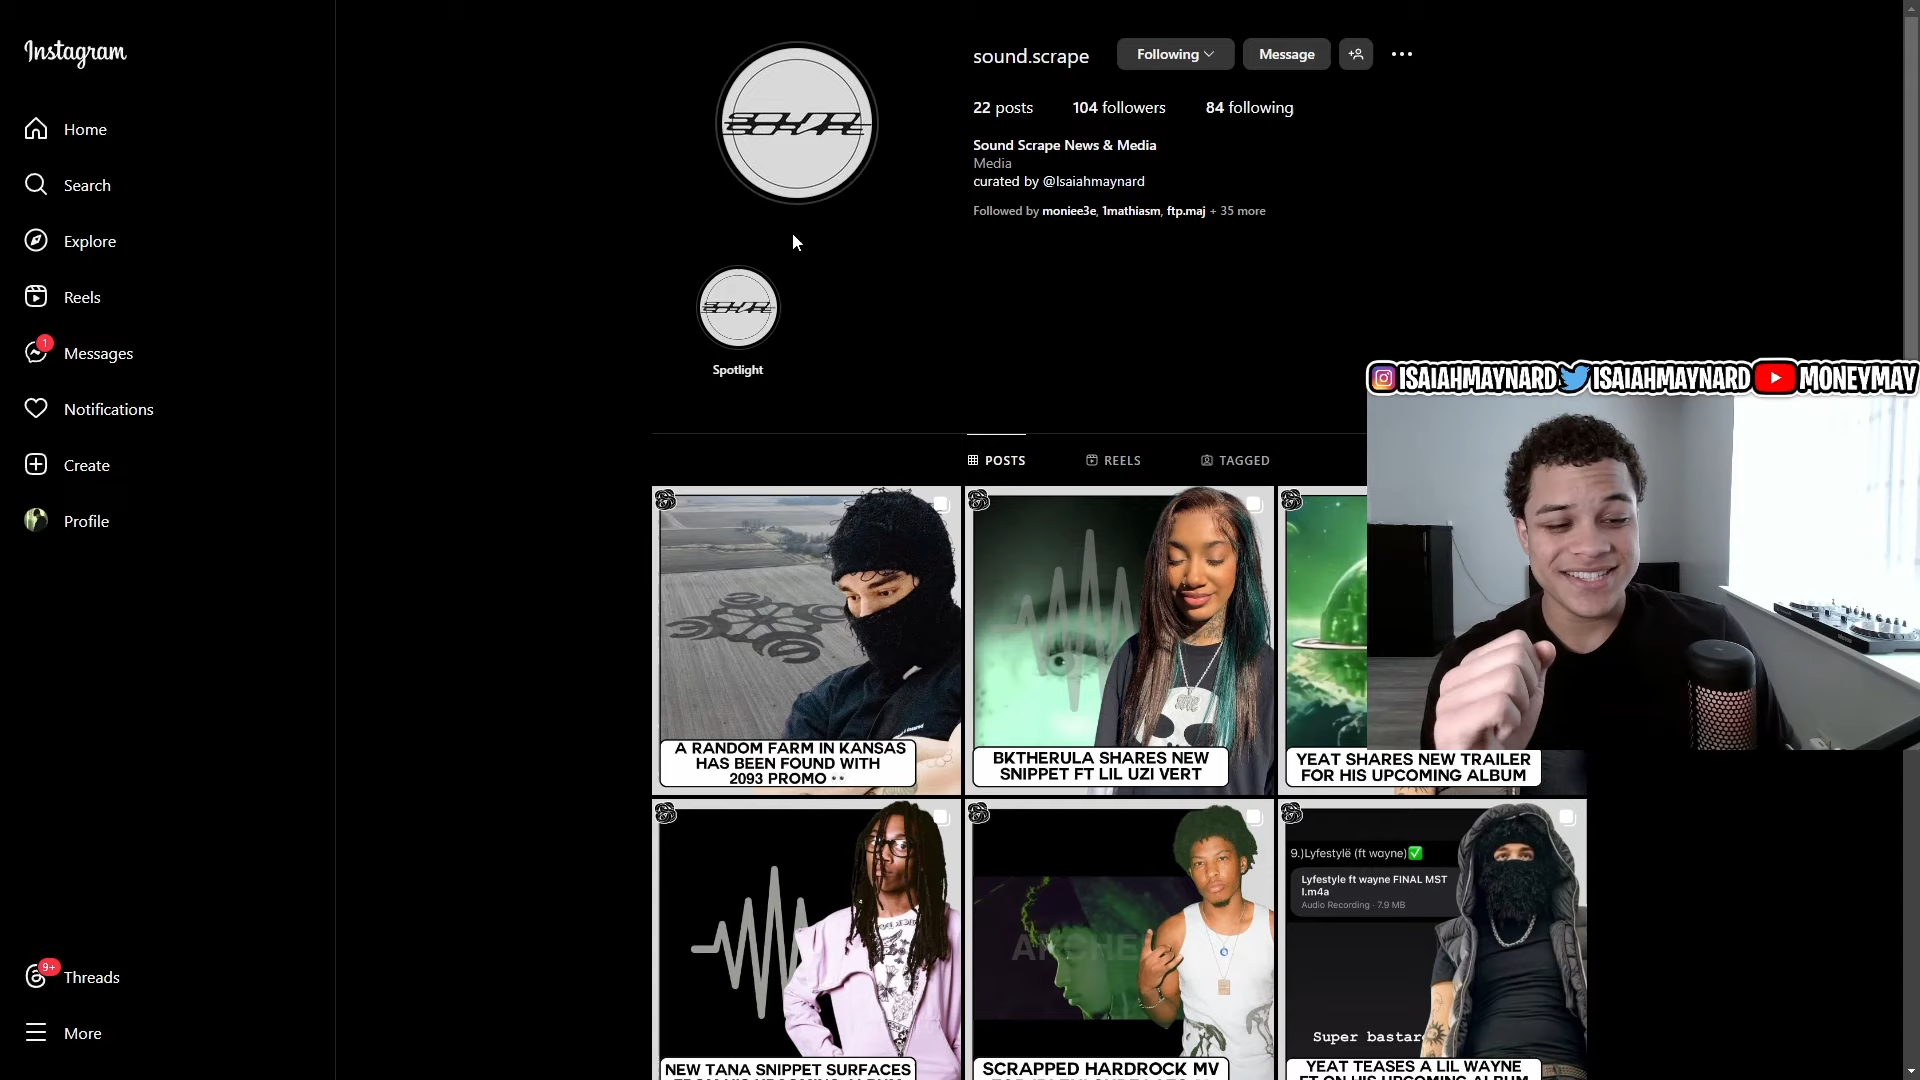 Instagram
Home
Search
Explore
Reels
1
Messages
Notifications
Create
Profile
9+
Threads
More
sound.scrape
Following
Message
22 posts
104 followers
84 following
Sound Scrape News & Media
Media
curated by @Isaiahmaynard
Followed by moniee3e, 1mathiasm, ftp.maj + 35 more
Spotlight
POSTS
REELS
TAGGED
ISAIAHMAYNARD
ISAIAHMAYNARD
MONEYMAY
A RANDOM FARM IN KANSAS
HAS BEEN FOUND WITH
2093 PROMO 👀
BKTHERULA SHARES NEW
SNIPPET FT LIL UZI VERT
YEAT SHARES NEW TRAILER
FOR HIS UPCOMING ALBUM
NEW TANA SNIPPET SURFACES
SCRAPPED HARDROCK MV
9.)Lyfestylë (ft wayne)✅
Lyfestyle ft wayne FINAL MST
l.m4a
Audio Recording · 7.9 MB
Super bastar
YEAT TEASES A LIL WAYNE